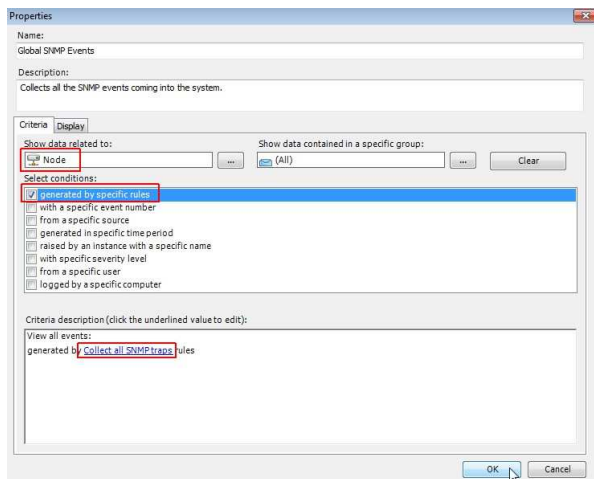 Properties
Name:
Global SNMP Events
Description:
Collects all the SNMP events coming into the system.
Criteria Display
Show data related to: Show data contained in a specific group:
Node ... (All) ... Clear
Select conditions:
generated by specific rules
with a specific event number
from a specific source
generated in specific time period
raised by an instance with a specific name
with specific severity level
from a specific user
logged by a specific computer
Criteria description (click the underlined value to edit):
View all events:
generated by Collect all SNMP traps rules
OK Cancel